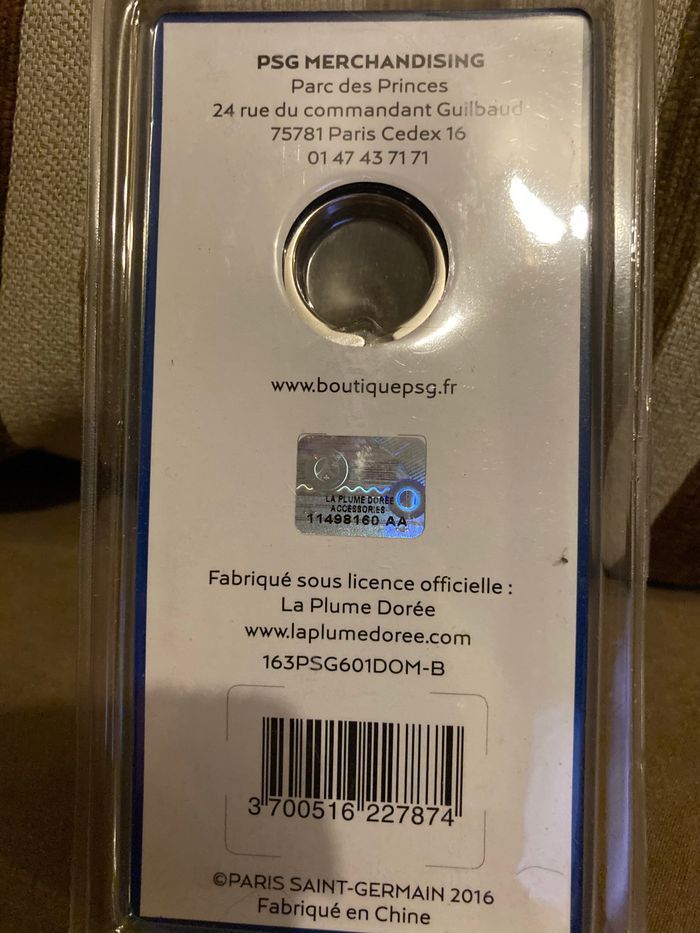 PSG MERCHANDISING
Parc des Princes
24 rue du commandant Guilbaud
75781 Paris Cedex 16
01 47 43 71 71
www.boutiquepsg.fr
LA PLUME DORÉE
ACCESSORIES
11498160 AA
Fabriqué sous licence officielle :
La Plume Dorée
www.laplumedoree.com
163PSG601DOM-B
3 700516 227874
©PARIS SAINT-GERMAIN 2016
Fabriqué en Chine